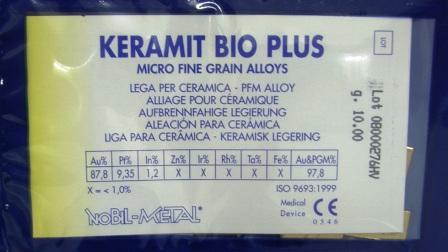 KERAMIT BIO PLUS
MICRO FINE GRAIN ALLOYS
LEGA PER CERAMICA - PFM ALLOY
ALLIAGE POUR CÉRAMIQUE
AUFBRENNFAHIGE LEGIERUNG
ALEACIÓN PARA CERÁMICA
LIGA PARA CERÂMICA - KERAMISK LEGERING
Au% Pt% In% Zn% Ir% Rh% Ta% Fe% Au&PGM%
87,8 9,35 1,2 X X X X X 97,8
X = < 1,0%
ISO 9693:1999
NOBIL-METAL
Medical
Device
CE
0546
LOT
Lot 0800276HV
g. 10.00